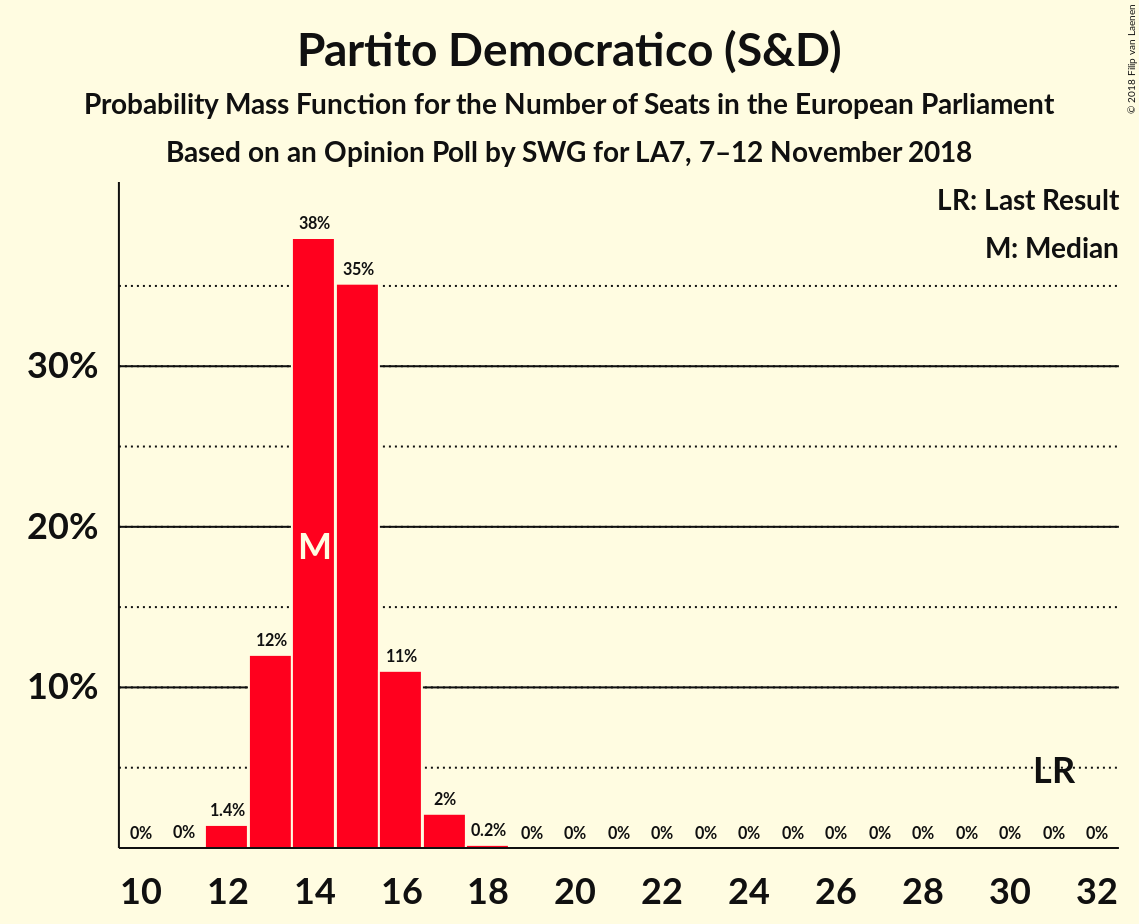 Partito Democratico (S&D)
Probability Mass Function for the Number of Seats in the European Parliament
Based on an Opinion Poll by SWG for LA7, 7–12 November 2018
© 2018 Filip van Laenen
LR: Last Result
M: Median
30%
20%
10%
0%
0%
1.4%
12%
38%
35%
11%
2%
0.2%
0%
0%
0%
0%
0%
0%
0%
0%
0%
0%
0%
0%
0%
0%
M
LR
10 12 14 16 18 20 22 24 26 28 30 32